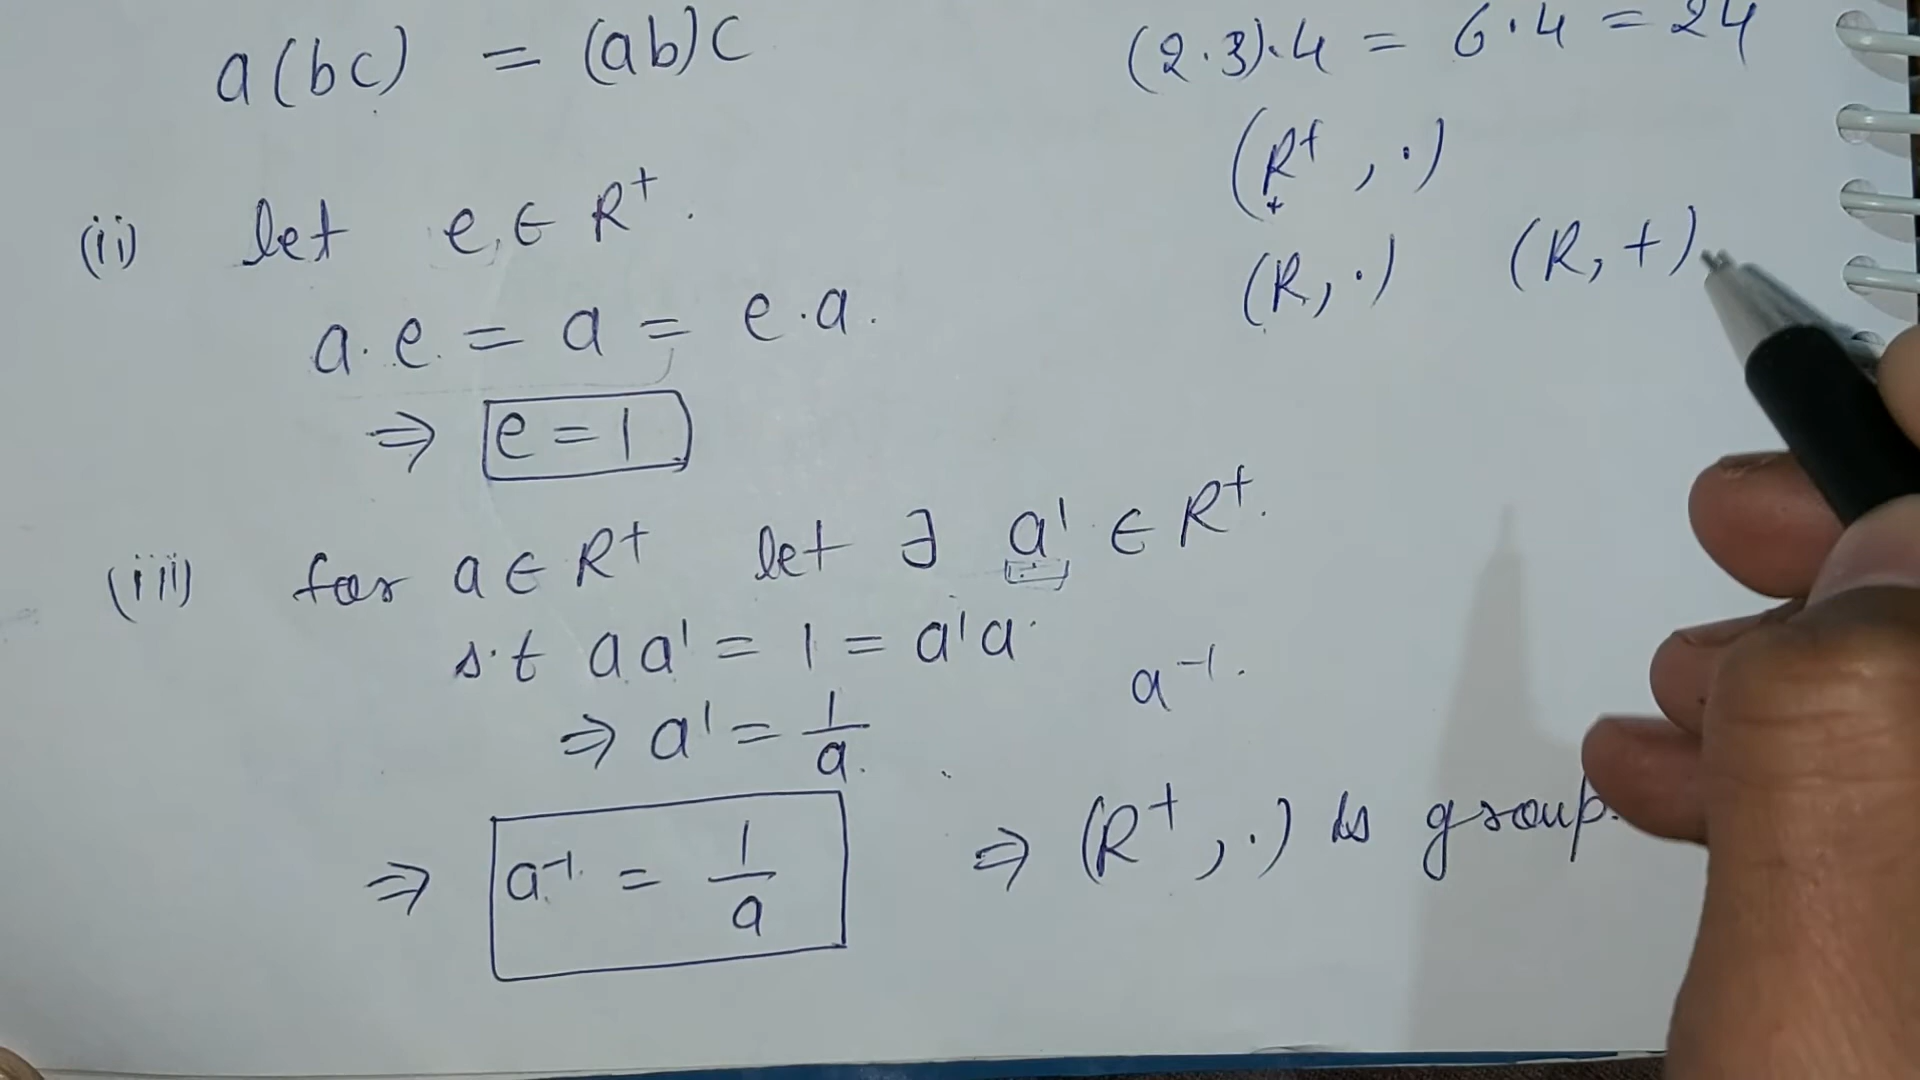 a(bc) = (ab)c
(2.3).4 = 6.4 = 24
(R⁺, .)
(R, .) (R, +)
(ii) let e ∈ R⁺.
a.e = a = e.a.
⇒ e = 1
(iii) for a ∈ R⁺ let ∃ a' ∈ R⁺.
s.t aa' = 1 = a'a.
a⁻¹.
⇒ a' = 1/a.
⇒ a⁻¹ = 1/a
⇒ (R⁺, .) is group.